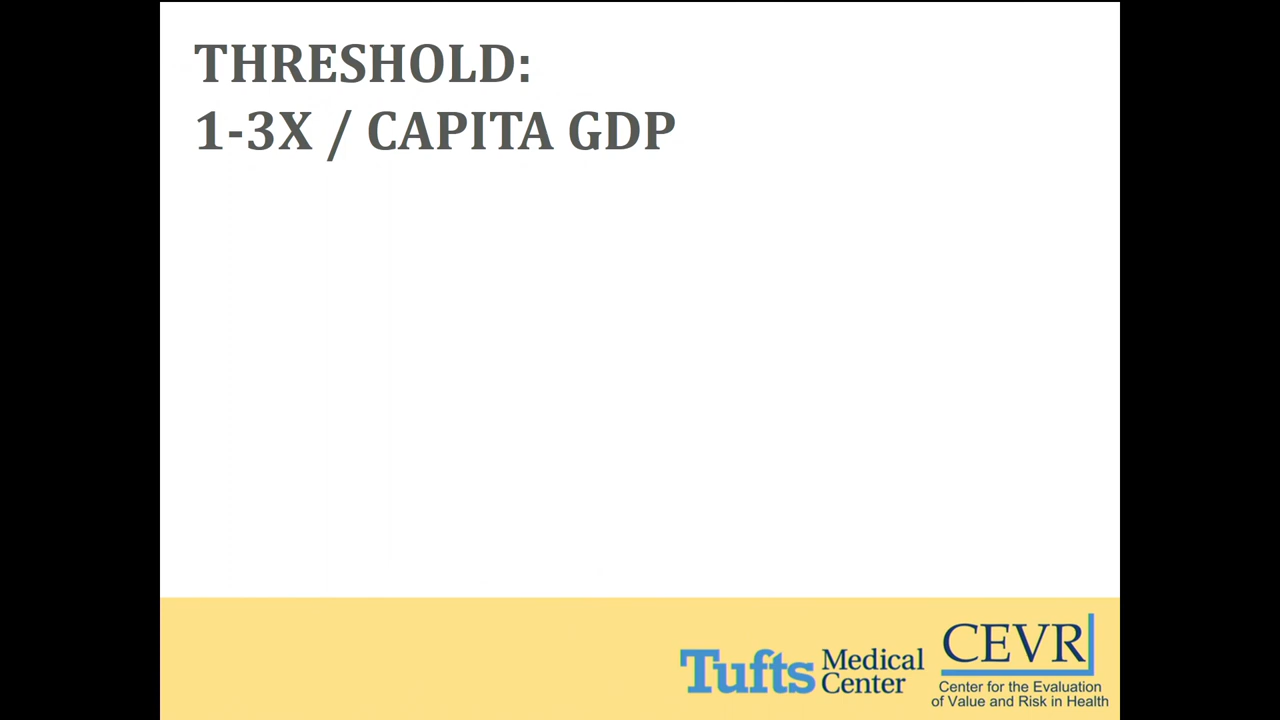 THRESHOLD:
1-3X / CAPITA GDP
Tufts Medical Center
CEVR
Center for the Evaluation
of Value and Risk in Health